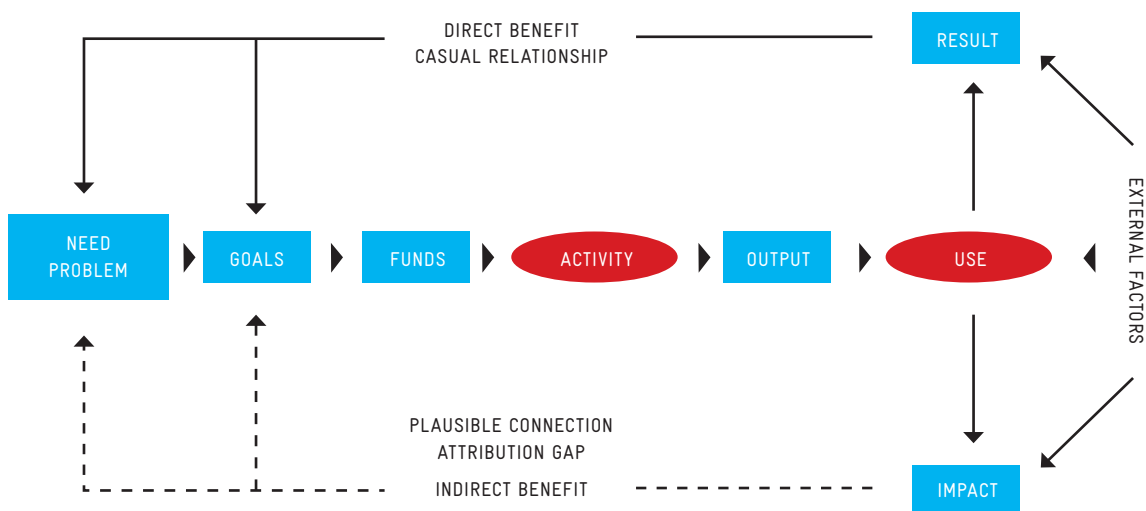 DIRECT BENEFIT
CASUAL RELATIONSHIP
RESULT
NEED
PROBLEM
GOALS
FUNDS
ACTIVITY
OUTPUT
USE
EXTERNAL FACTORS
PLAUSIBLE CONNECTION
ATTRIBUTION GAP
INDIRECT BENEFIT
IMPACT